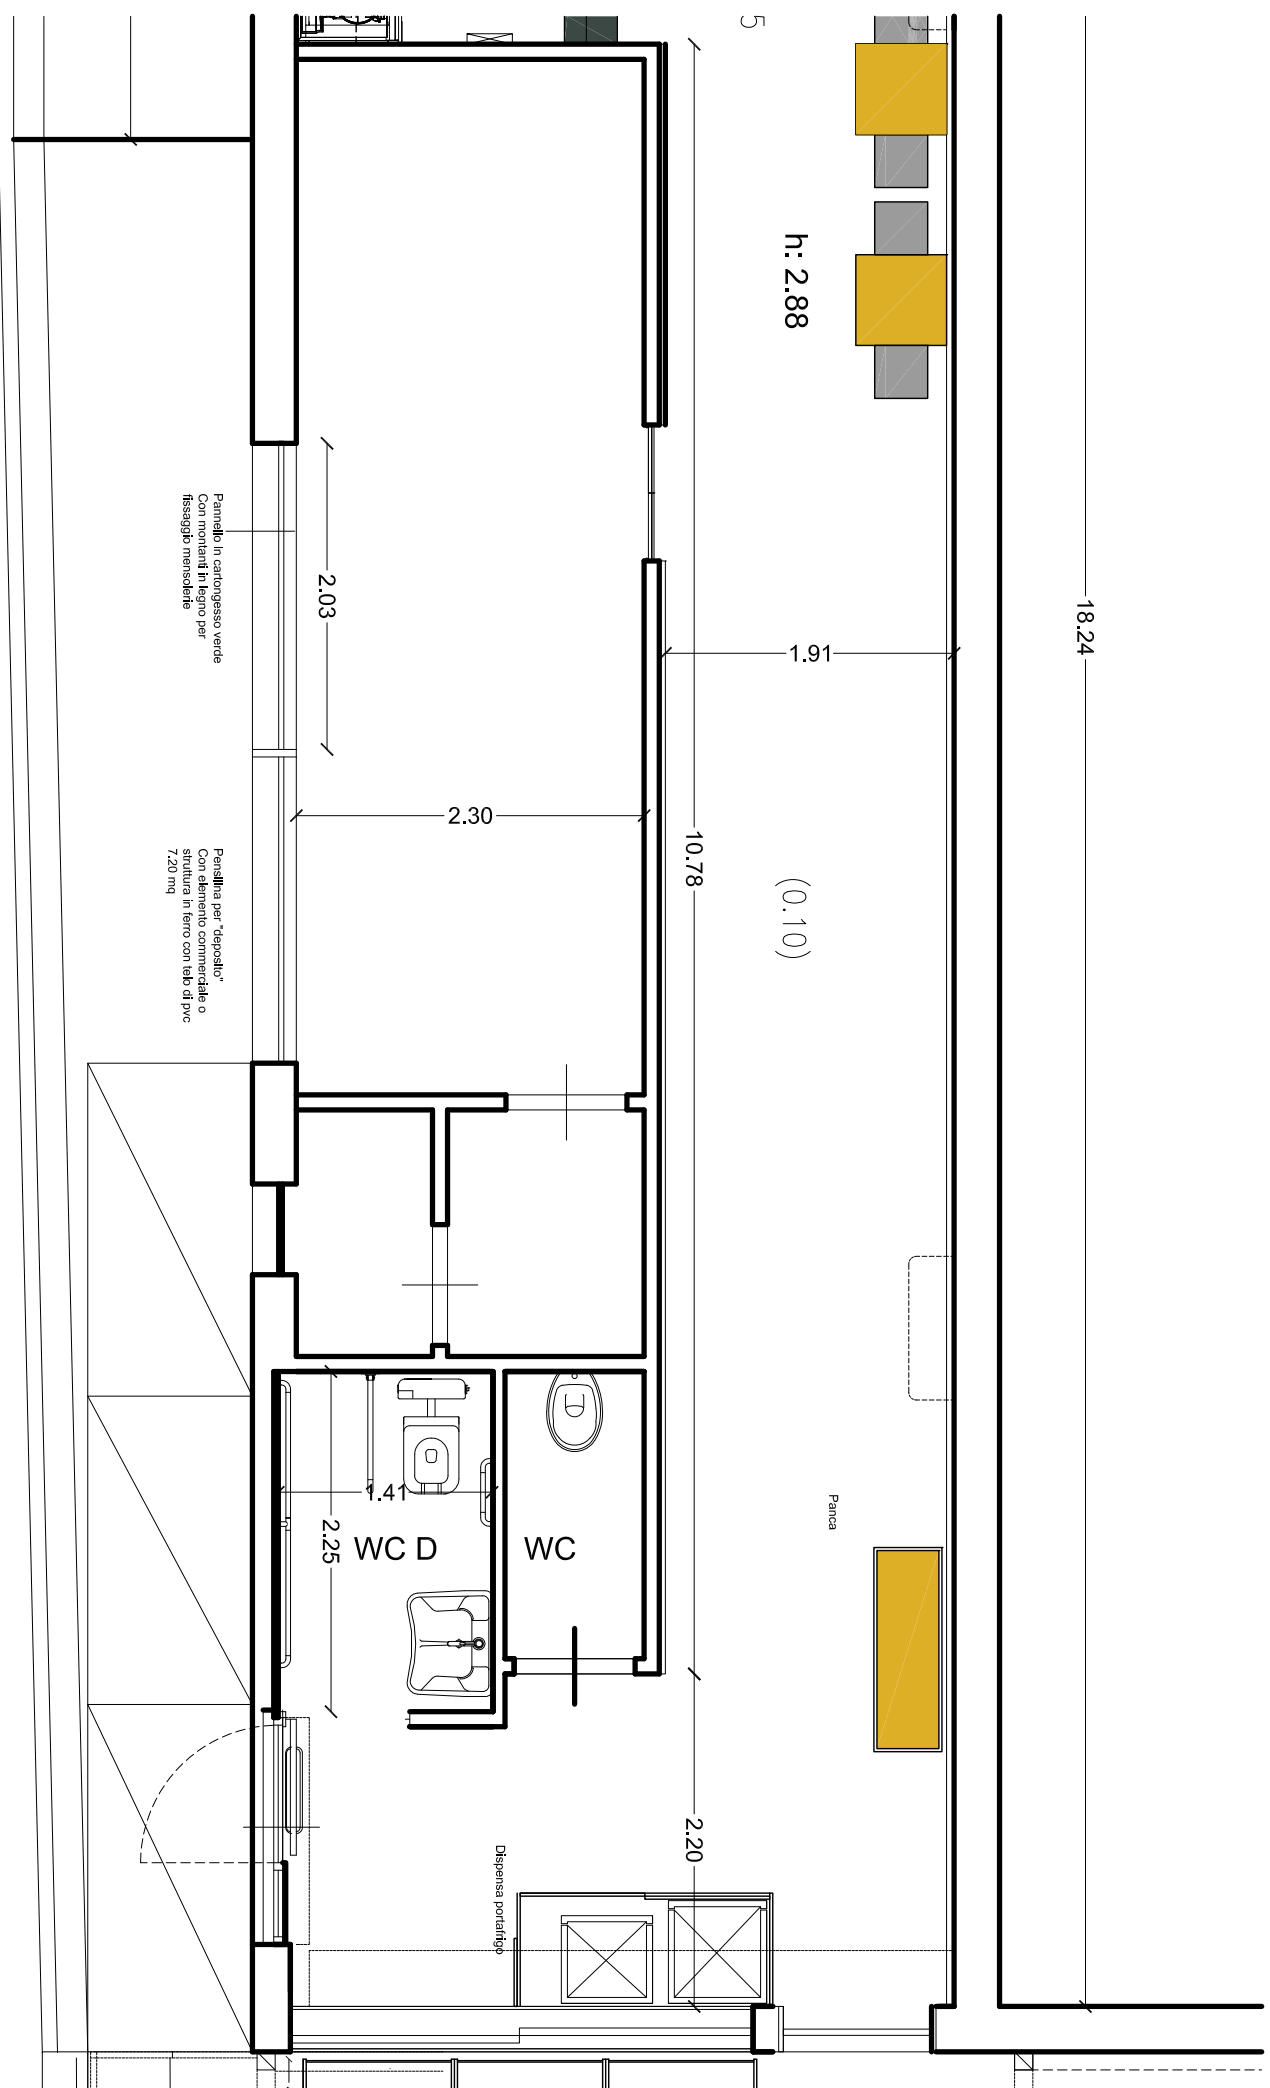 5
h: 2.88
18.24
2.03
Pannello in cartongesso verde
Con montanti in legno per
fissaggio mensolerie
1.91
2.30
10.78
(0.10)
Pensilina per "deposito"
Con elemento commerciale o
struttura in ferro con telo di pvc
7.20 mq
1.41
2.25
WC D
WC
Panca
2.20
Dispensa portafrigo